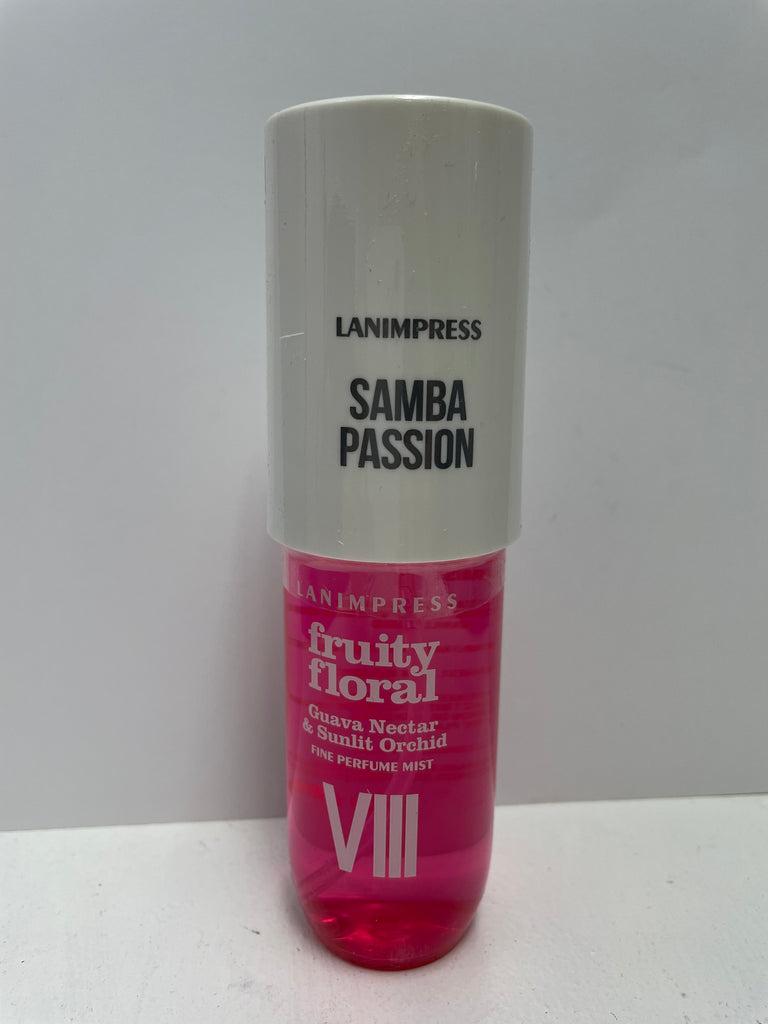 LANIMPRESS
SAMBA
PASSION
LANIMPRESS
fruity
floral
Guava Nectar
& Sunlit Orchid
FINE PERFUME MIST
VIII